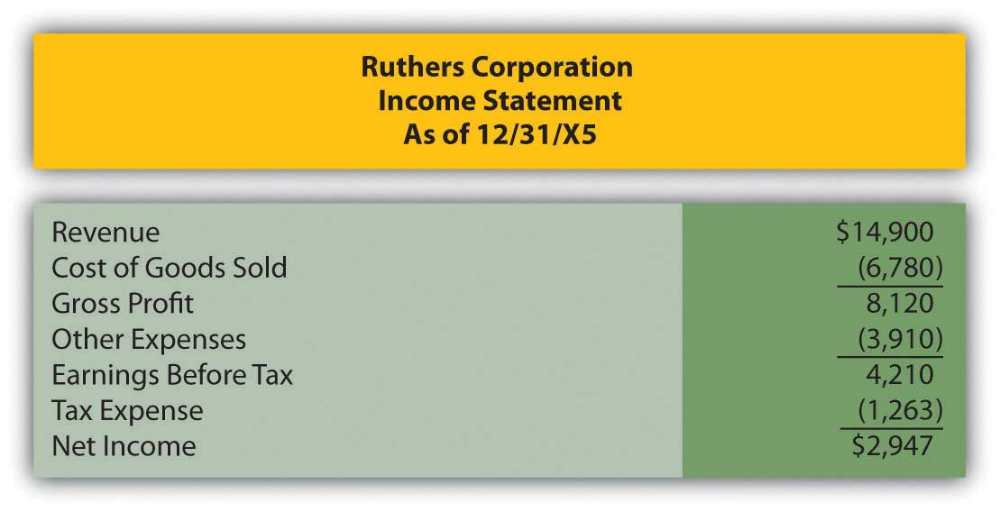 Ruthers Corporation
Income Statement
As of 12/31/X5
Revenue $14,900
Cost of Goods Sold (6,780)
Gross Profit 8,120
Other Expenses (3,910)
Earnings Before Tax 4,210
Tax Expense (1,263)
Net Income $2,947